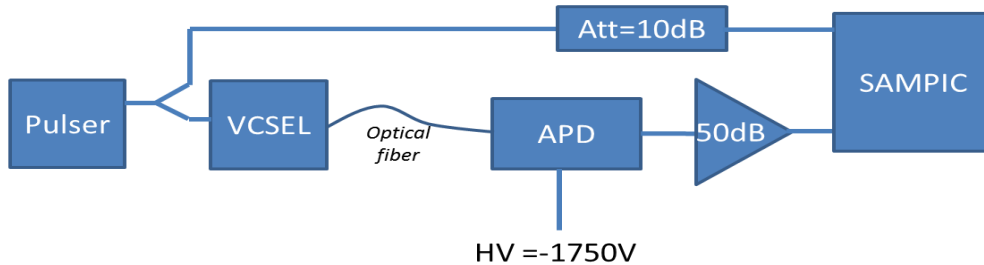 Att=10dB
SAMPIC
Pulser
VCSEL
Optical
fiber
APD
50dB
HV =-1750V